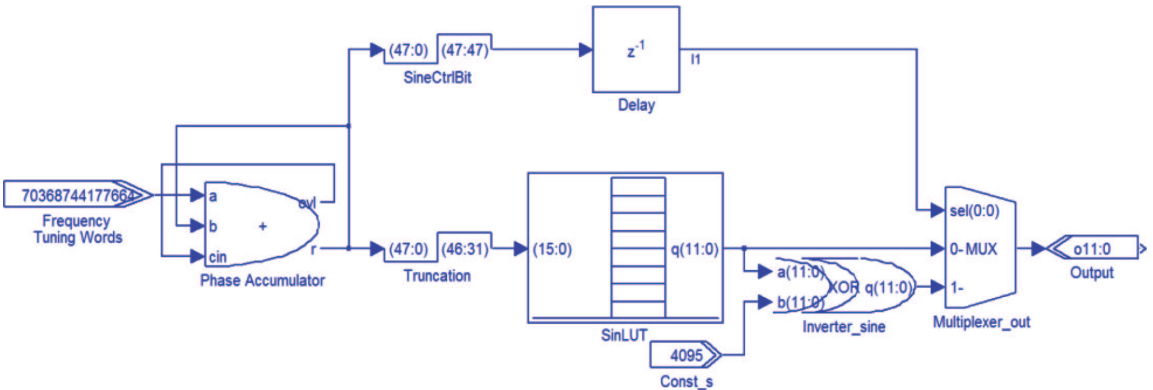 (47:0) (47:47)
SineCtrlBit
z-1
Delay
l1
70368744177664
Frequency
Tuning Words
a
b
cin
+
ovl
r
Phase Accumulator
(47:0) (46:31)
Truncation
(15:0)
q(11:0)
SinLUT
4095
Const_s
a(11:0)
b(11:0)
XOR q(11:0)
Inverter_sine
sel(0:0)
0- MUX
1-
Multiplexer_out
o11:0
Output